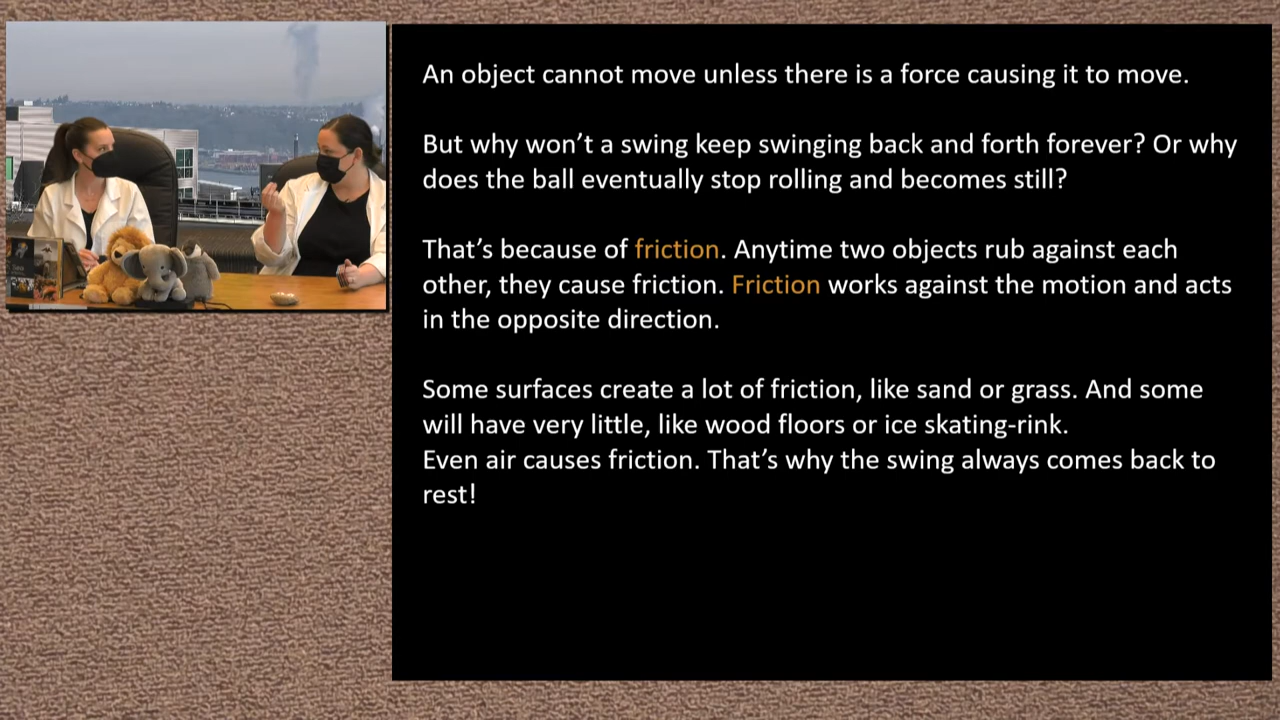 An object cannot move unless there is a force causing it to move.
But why won't a swing keep swinging back and forth forever? Or why
does the ball eventually stop rolling and becomes still?
That's because of friction. Anytime two objects rub against each
other, they cause friction. Friction works against the motion and acts
in the opposite direction.
Some surfaces create a lot of friction, like sand or grass. And some
will have very little, like wood floors or ice skating-rink.
Even air causes friction. That's why the swing always comes back to
rest!